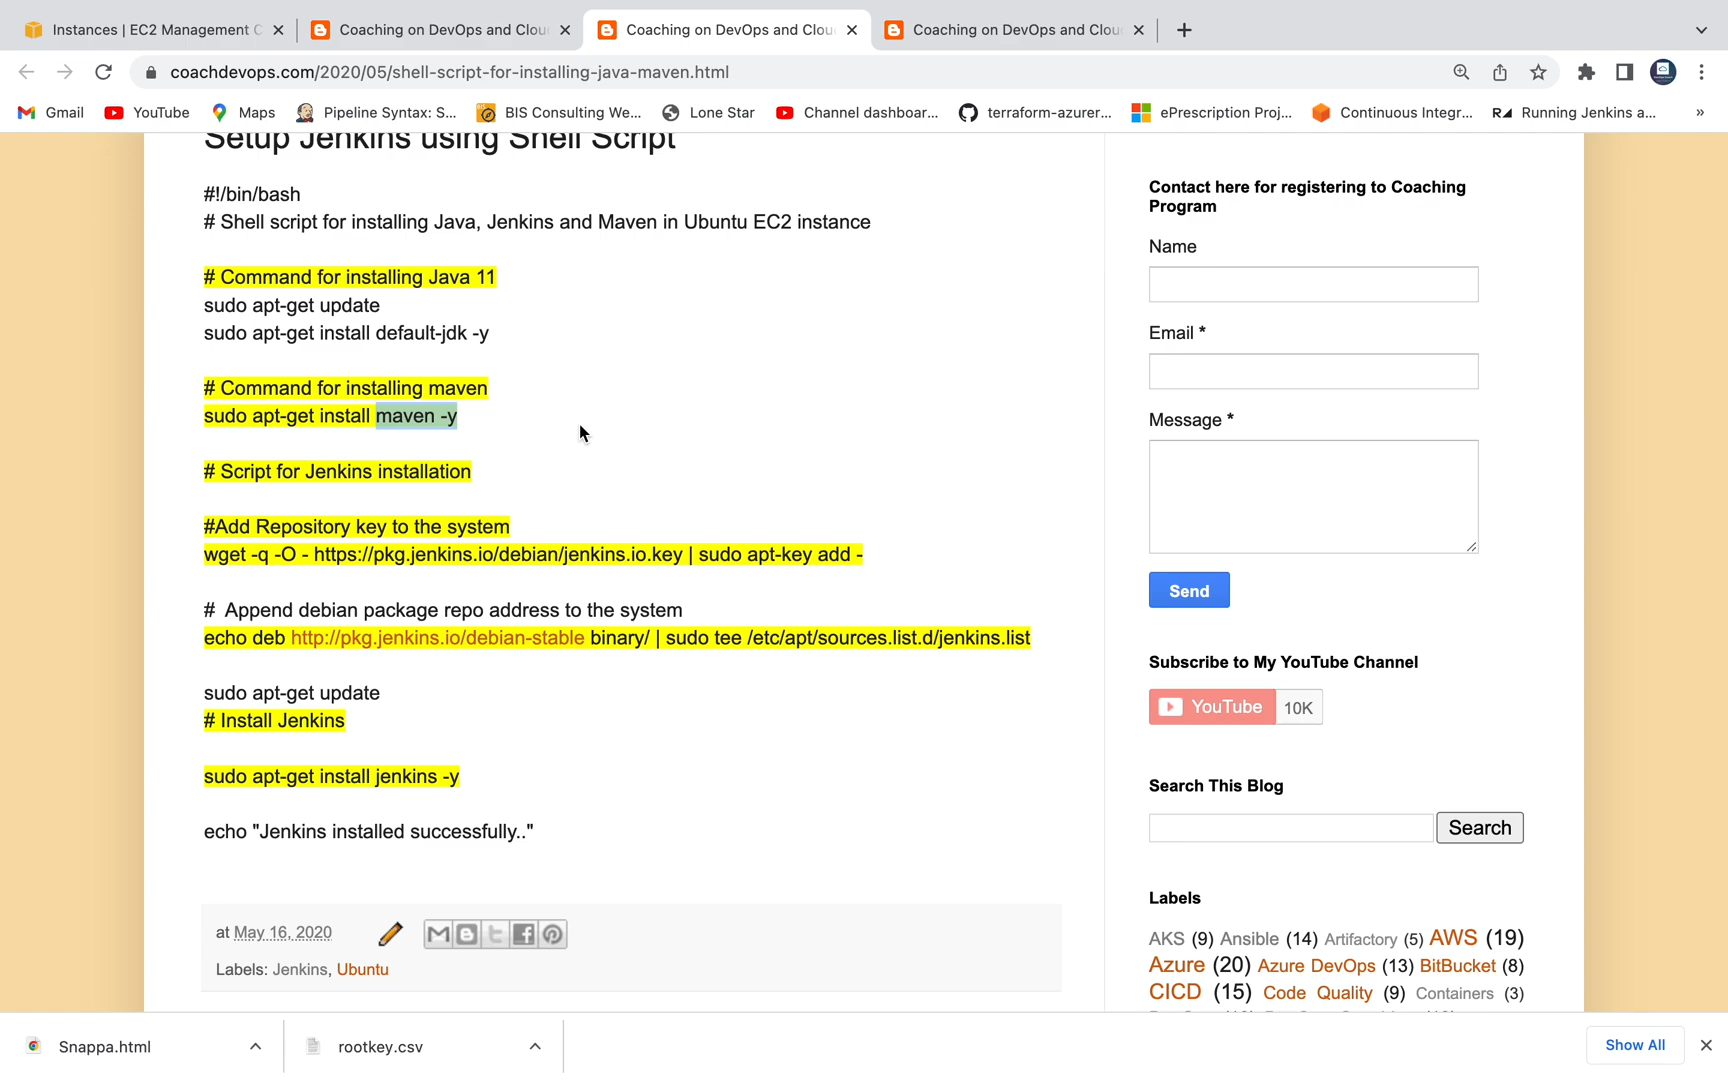 Instances | EC2 Management C
Coaching on DevOps and Clou
Coaching on DevOps and Clou
Coaching on DevOps and Clou
coachdevops.com/2020/05/shell-script-for-installing-java-maven.html
Gmail
YouTube
Maps
Pipeline Syntax: S...
BIS Consulting We...
Lone Star
Channel dashboar...
terraform-azurer...
ePrescription Proj...
Continuous Integr...
Running Jenkins a...
»
Setup Jenkins using Shell Script
#!/bin/bash
# Shell script for installing Java, Jenkins and Maven in Ubuntu EC2 instance
# Command for installing Java 11
sudo apt-get update
sudo apt-get install default-jdk -y
# Command for installing maven
sudo apt-get install maven -y
# Script for Jenkins installation
#Add Repository key to the system
wget -q -O - https://pkg.jenkins.io/debian/jenkins.io.key | sudo apt-key add -
#  Append debian package repo address to the system
echo deb http://pkg.jenkins.io/debian-stable binary/ | sudo tee /etc/apt/sources.list.d/jenkins.list
sudo apt-get update
# Install Jenkins
sudo apt-get install jenkins -y
echo "Jenkins installed successfully.."
at May 16, 2020
Labels: Jenkins, Ubuntu
Contact here for registering to Coaching
Program
Name
Email *
Message *
Send
Subscribe to My YouTube Channel
YouTube 10K
Search This Blog
Search
Labels
AKS (9) Ansible (14) Artifactory (5) AWS (19)
Azure (20) Azure DevOps (13) BitBucket (8)
CICD (15) Code Quality (9) Containers (3)
Snappa.html
rootkey.csv
Show All